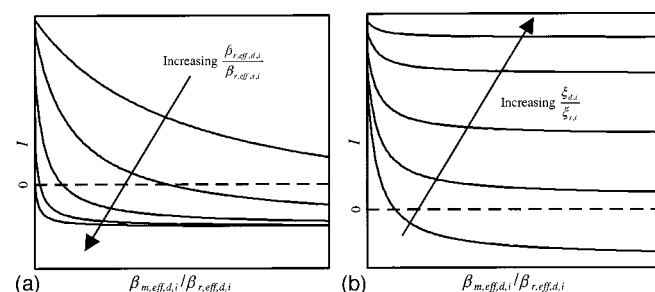 Increasing β_{r,eff,d,i} / β_{r,eff,s,i}
I
0
(a)
β_{m,eff,d,i}/β_{r,eff,d,i}
Increasing ξ_{d,i} / ξ_{s,i}
I
0
(b)
β_{m,eff,d,i}/β_{r,eff,d,i}